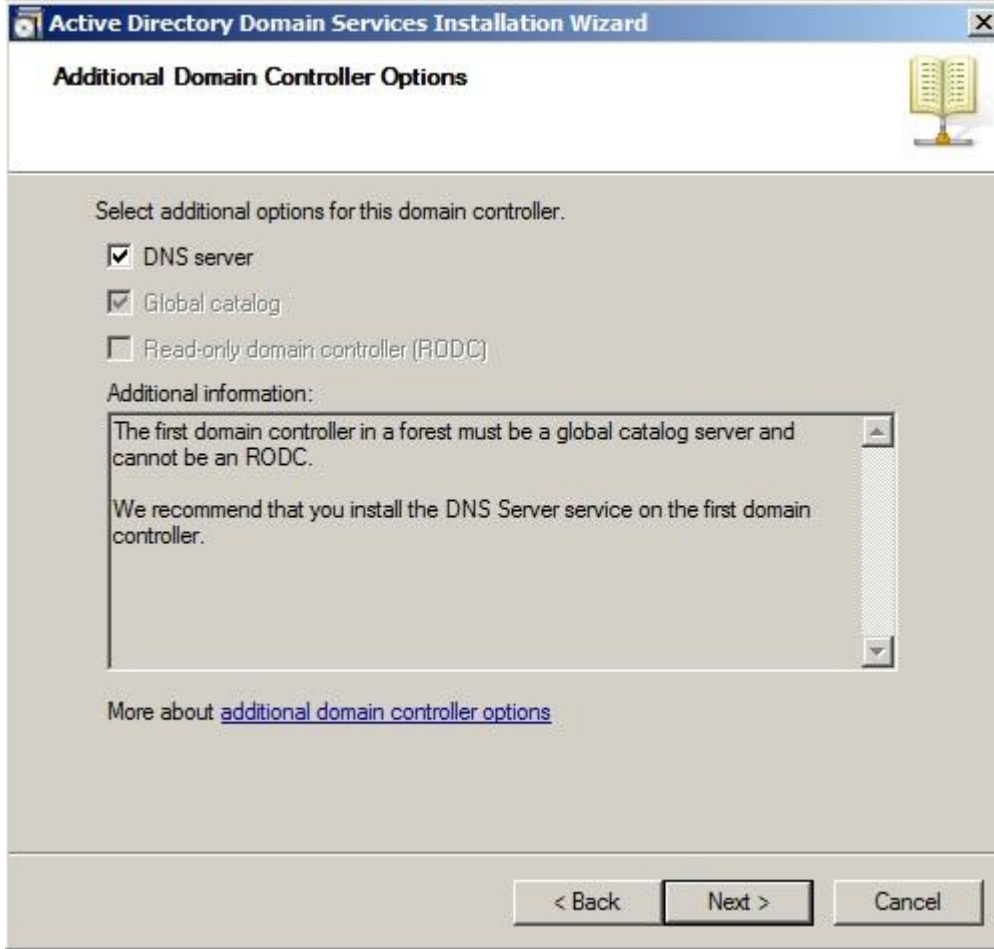 Active Directory Domain Services Installation Wizard
Additional Domain Controller Options
Select additional options for this domain controller.
DNS server
Global catalog
Read-only domain controller (RODC)
Additional information:
The first domain controller in a forest must be a global catalog server and
cannot be an RODC.
We recommend that you install the DNS Server service on the first domain
controller.
More about additional domain controller options
< Back
Next >
Cancel